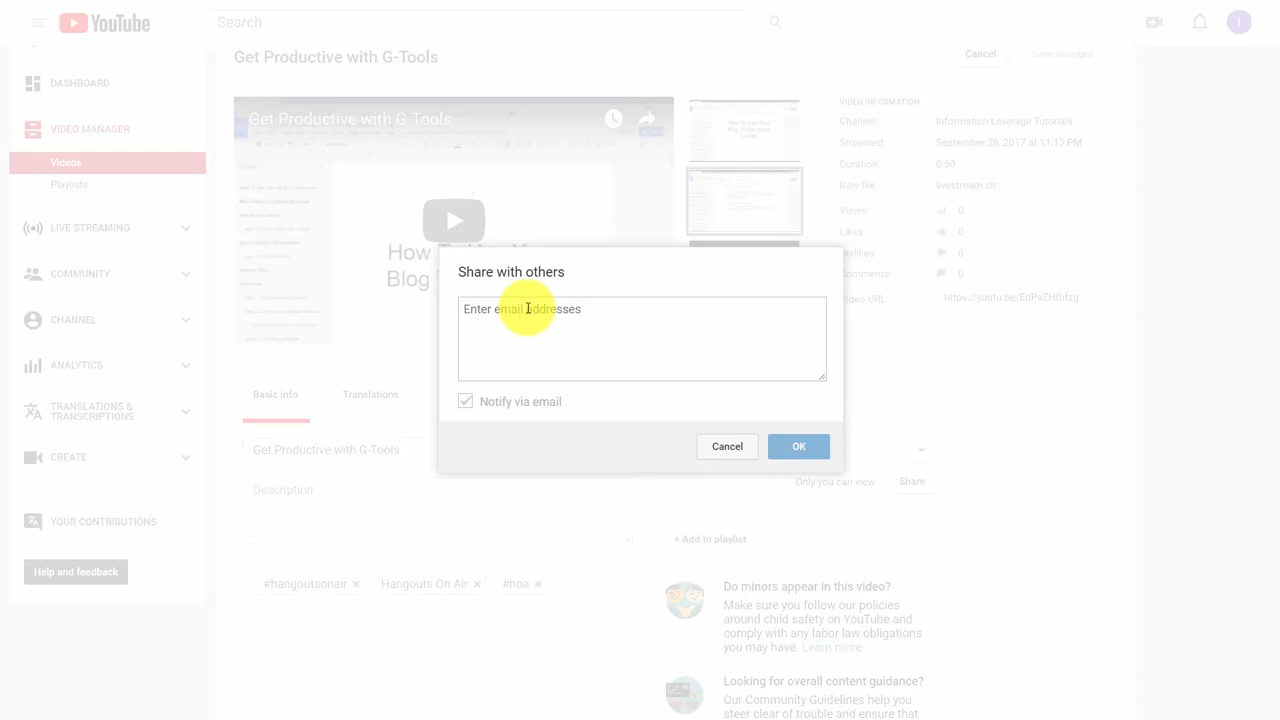 YouTube
Search
Get Productive with G-Tools
Cancel
Save changes
DASHBOARD
VIDEO MANAGER
Videos
Playlists
LIVE STREAMING
COMMUNITY
CHANNEL
ANALYTICS
TRANSLATIONS &
TRANSCRIPTIONS
CREATE
YOUR CONTRIBUTIONS
Help and feedback
Get Productive with G-Tools
How To
Blog
VIDEO INFORMATION
Channel: Information Leverage Tutorials
Streamed: September 28, 2017 at 11:13 PM
Duration: 0:50
Raw file: livestream.str
Views: 0
Likes: 0
Dislikes: 0
Comments: 0
Video URL: https://youtu.be/EdPsZHfbfzg
Share with others
Enter email addresses
Notify via email
Cancel
OK
Basic info
Translations
Get Productive with G-Tools
Description
Only you can view
Share
+ Add to playlist
#hangoutsonair
Hangouts On Air
#hoa
Do minors appear in this video?
Make sure you follow our policies
around child safety on YouTube and
comply with any labor law obligations
you may have. Learn more
Looking for overall content guidance?
Our Community Guidelines help you
steer clear of trouble and ensure that